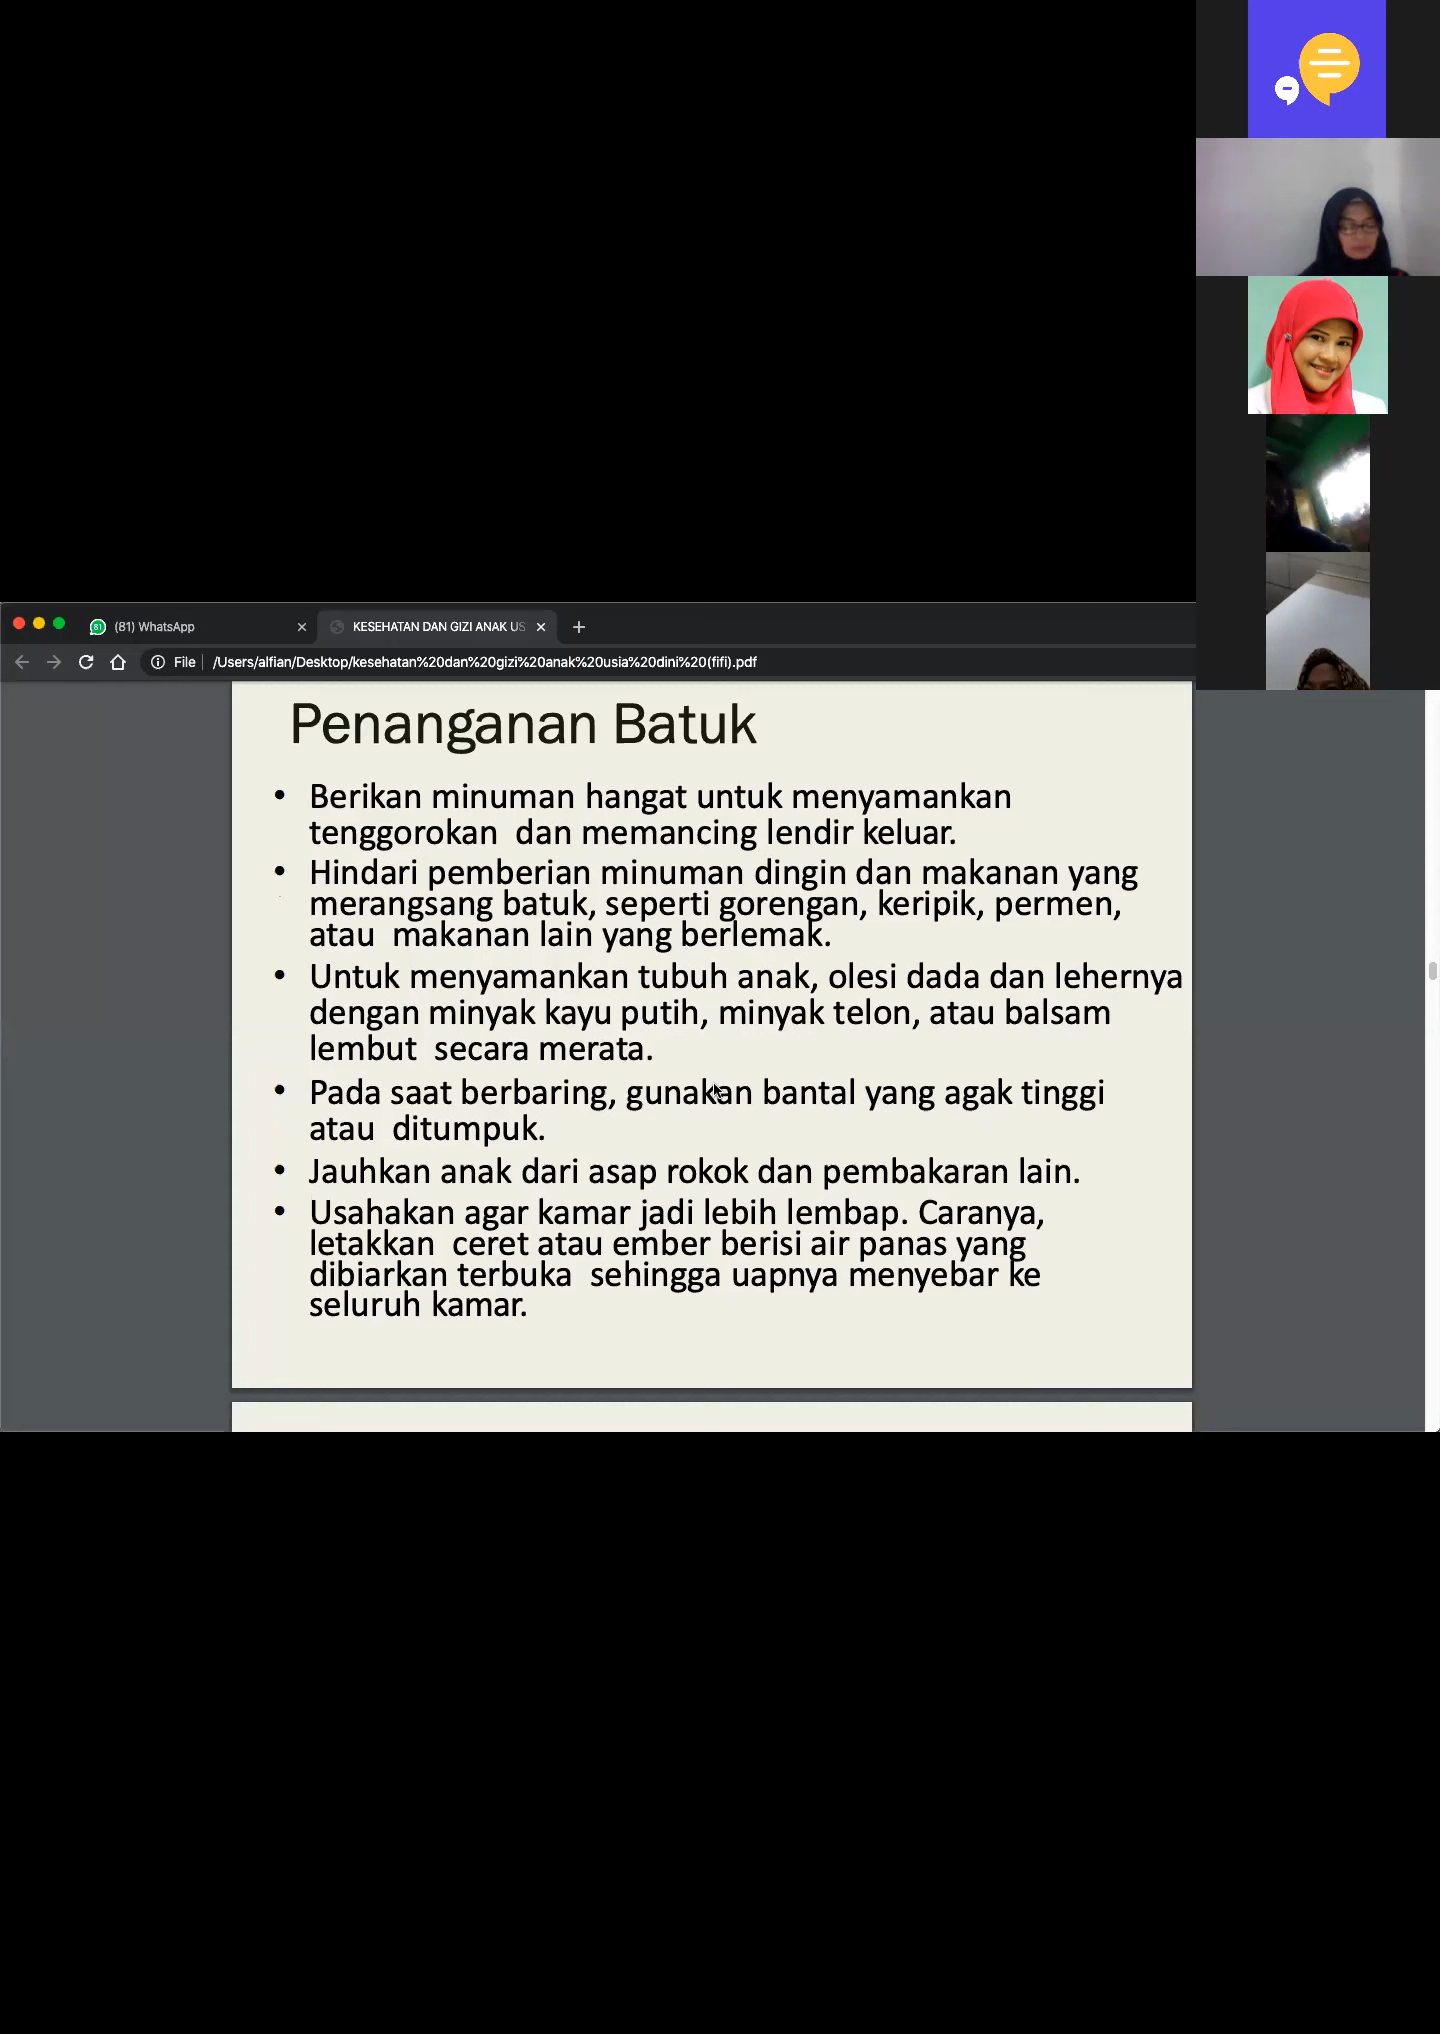 (81) WhatsApp
KESEHATAN DAN GIZI ANAK US
File
/Users/alfian/Desktop/kesehatan%20dan%20gizi%20anak%20usia%20dini%20(fifi).pdf
Penanganan Batuk
• Berikan minuman hangat untuk menyamankan
tenggorokan dan memancing lendir keluar.
• Hindari pemberian minuman dingin dan makanan yang
merangsang batuk, seperti gorengan, keripik, permen,
atau makanan lain yang berlemak.
• Untuk menyamankan tubuh anak, olesi dada dan lehernya
dengan minyak kayu putih, minyak telon, atau balsam
lembut secara merata.
• Pada saat berbaring, gunakan bantal yang agak tinggi
atau ditumpuk.
• Jauhkan anak dari asap rokok dan pembakaran lain.
• Usahakan agar kamar jadi lebih lembap. Caranya,
letakkan ceret atau ember berisi air panas yang
dibiarkan terbuka sehingga uapnya menyebar ke
seluruh kamar.